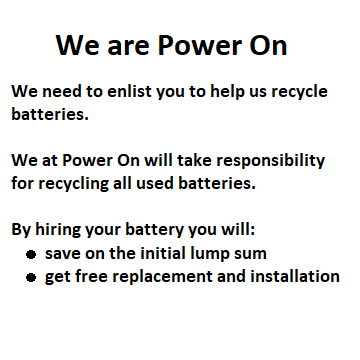 We are Power On
We need to enlist you to help us recycle
batteries.
We at Power On will take responsibility
for recycling all used batteries.
By hiring your battery you will:
● save on the initial lump sum
● get free replacement and installation